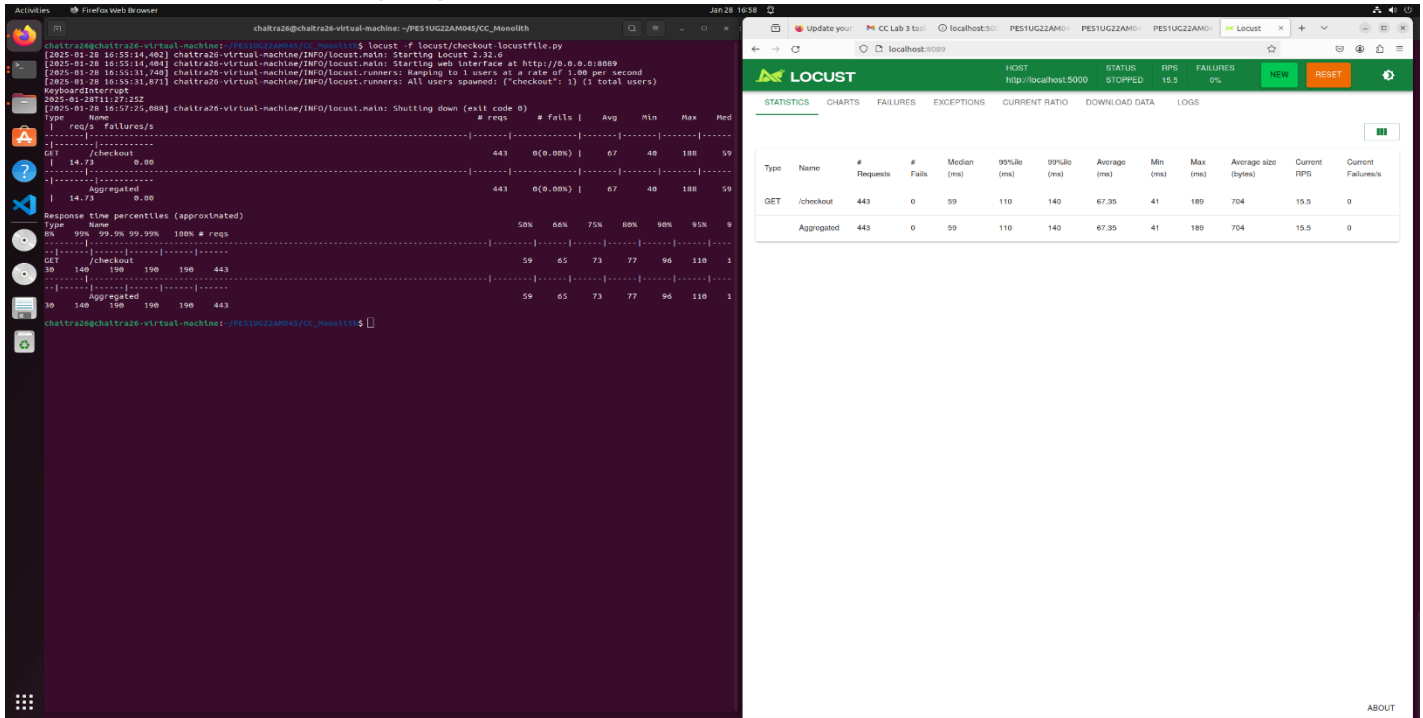 Activities
Firefox Web Browser
Jan 28 16:58
chaitra26@chaitra26-virtual-machine: ~/PES1UG22AM045/CC_Monolith
chaitra26@chaitra26-virtual-machine:~/PES1UG22AM045/CC_Monolith$ locust -f locust/checkout-locustfile.py
[2025-01-28 16:55:14,402] chaitra26-virtual-machine/INFO/locust.main: Starting Locust 2.32.6
[2025-01-28 16:55:14,404] chaitra26-virtual-machine/INFO/locust.main: Starting web interface at http://0.0.0.0:8089
[2025-01-28 16:55:31,740] chaitra26-virtual-machine/INFO/locust.runners: Ramping to 1 users at a rate of 1.00 per second
[2025-01-28 16:55:31,871] chaitra26-virtual-machine/INFO/locust.runners: All users spawned: {"checkout": 1} (1 total users)
KeyboardInterrupt
2025-01-28T11:27:25Z
[2025-01-28 16:57:25,088] chaitra26-virtual-machine/INFO/locust.main: Shutting down (exit code 0)
Type Name # reqs # fails | Avg Min Max Med
| req/s failures/s
--------|----------------------------------------------------------------------------|-------|-------------|-------|-------|-------|----
-|--------|-----------
GET /checkout 443 0(0.00%) | 67 40 188 59
| 14.73 0.00
--------|----------------------------------------------------------------------------|-------|-------------|-------|-------|-------|----
-|--------|-----------
Aggregated 443 0(0.00%) | 67 40 188 59
| 14.73 0.00
Response time percentiles (approximated)
Type Name 50% 66% 75% 80% 90% 95% 9
8% 99% 99.9% 99.99% 100% # reqs
--------|--------------------------------------------------------------------------------|--------|------|------|------|------|------|-
--|------|------|------|------|------
GET /checkout 59 65 73 77 96 110 1
30 140 190 190 190 443
--------|--------------------------------------------------------------------------------|--------|------|------|------|------|------|-
--|------|------|------|------|------
Aggregated 59 65 73 77 96 110 1
30 140 190 190 190 443
chaitra26@chaitra26-virtual-machine:~/PES1UG22AM045/CC_Monolith$
Update your
CC Lab 3 tas
localhost:50
PES1UG22AM0
PES1UG22AM0
PES1UG22AM0
Locust
localhost:8089
LOCUST
HOST
http://localhost:5000
STATUS
STOPPED
RPS
15.5
FAILURES
0%
NEW
RESET
STATISTICS CHARTS FAILURES EXCEPTIONS CURRENT RATIO DOWNLOAD DATA LOGS
Type Name # Requests # Fails Median (ms) 95%ile (ms) 99%ile (ms) Average (ms) Min (ms) Max (ms) Average size (bytes) Current RPS Current Failures/s
GET /checkout 443 0 59 110 140 67.35 41 189 704 15.5 0
Aggregated 443 0 59 110 140 67.35 41 189 704 15.5 0
ABOUT